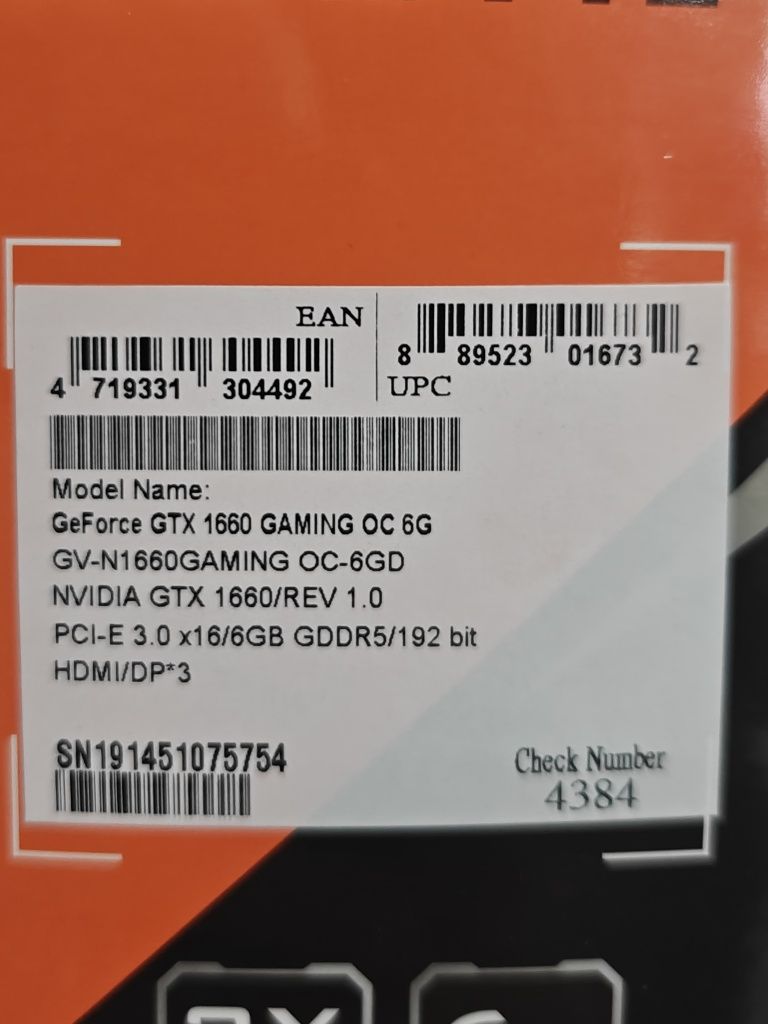 EAN
4 719331 304492
8 89523 01673 2
UPC
Model Name:
GeForce GTX 1660 GAMING OC 6G
GV-N1660GAMING OC-6GD
NVIDIA GTX 1660/REV 1.0
PCI-E 3.0 x16/6GB GDDR5/192 bit
HDMI/DP*3
SN191451075754
Check Number
4384